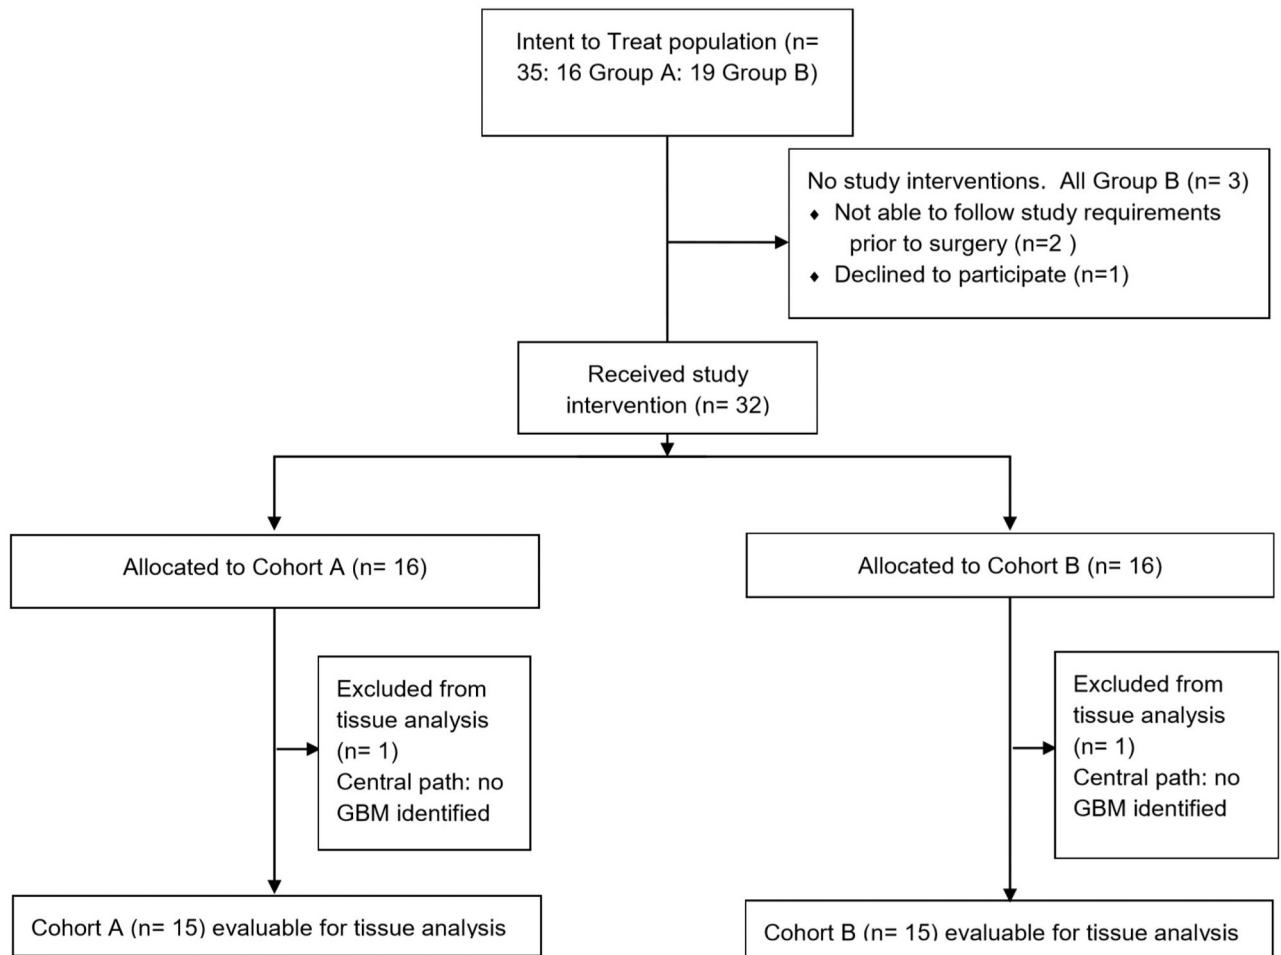 Intent to Treat population (n=
35: 16 Group A: 19 Group B)
No study interventions.  All Group B (n= 3)
♦ Not able to follow study requirements
prior to surgery (n=2 )
♦ Declined to participate (n=1)
Received study
intervention (n= 32)
Allocated to Cohort A (n= 16)
Allocated to Cohort B (n= 16)
Excluded from
tissue analysis
(n= 1)
Central path: no
GBM identified
Excluded from
tissue analysis
(n= 1)
Central path: no
GBM identified
Cohort A (n= 15) evaluable for tissue analysis
Cohort B (n= 15) evaluable for tissue analysis